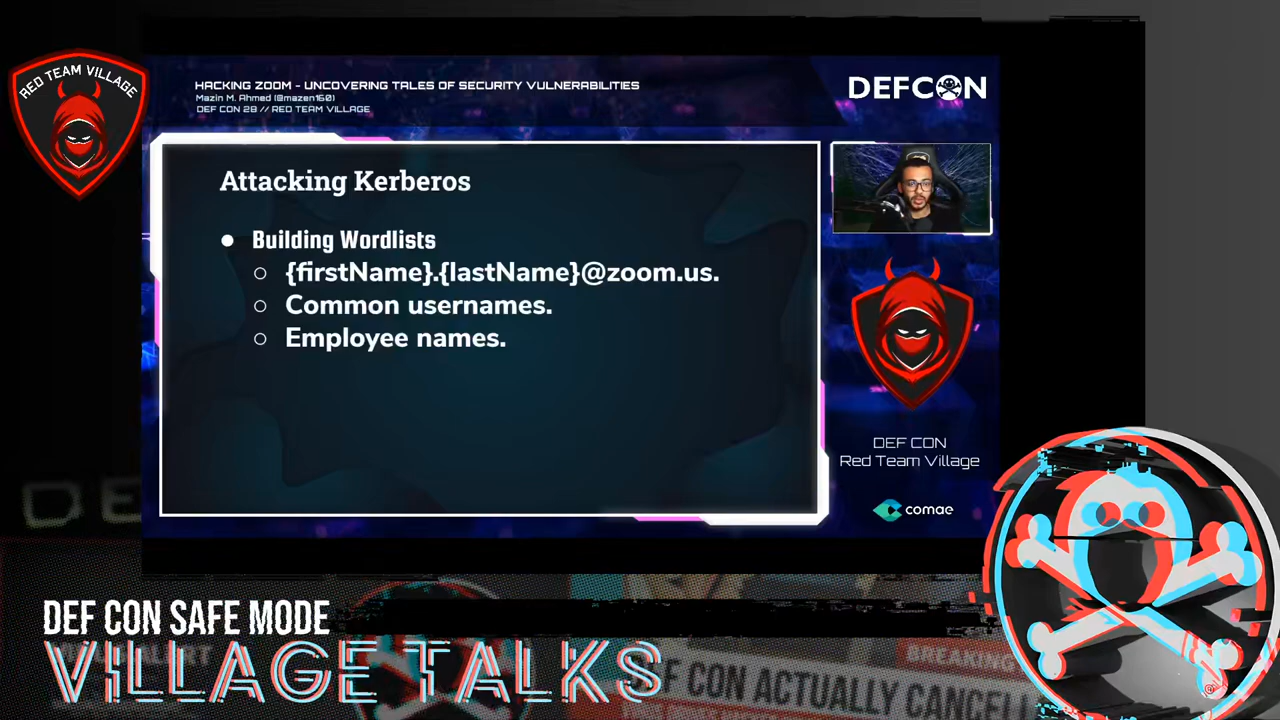 RED TEAM VILLAGE
HACKING ZOOM - UNCOVERING TALES OF SECURITY VULNERABILITIES
Mazin M. Ahmed (@mazen160)
DEF CON 28 // RED TEAM VILLAGE
DEFCON
Attacking Kerberos
● Building Wordlists
○ {firstName}.{lastName}@zoom.us.
○ Common usernames.
○ Employee names.
DEF CON
Red Team Village
comae
DEF CON SAFE MODE
VILLAGE TALKS
BREAKING
DEF CON ACTUALLY CANCEL